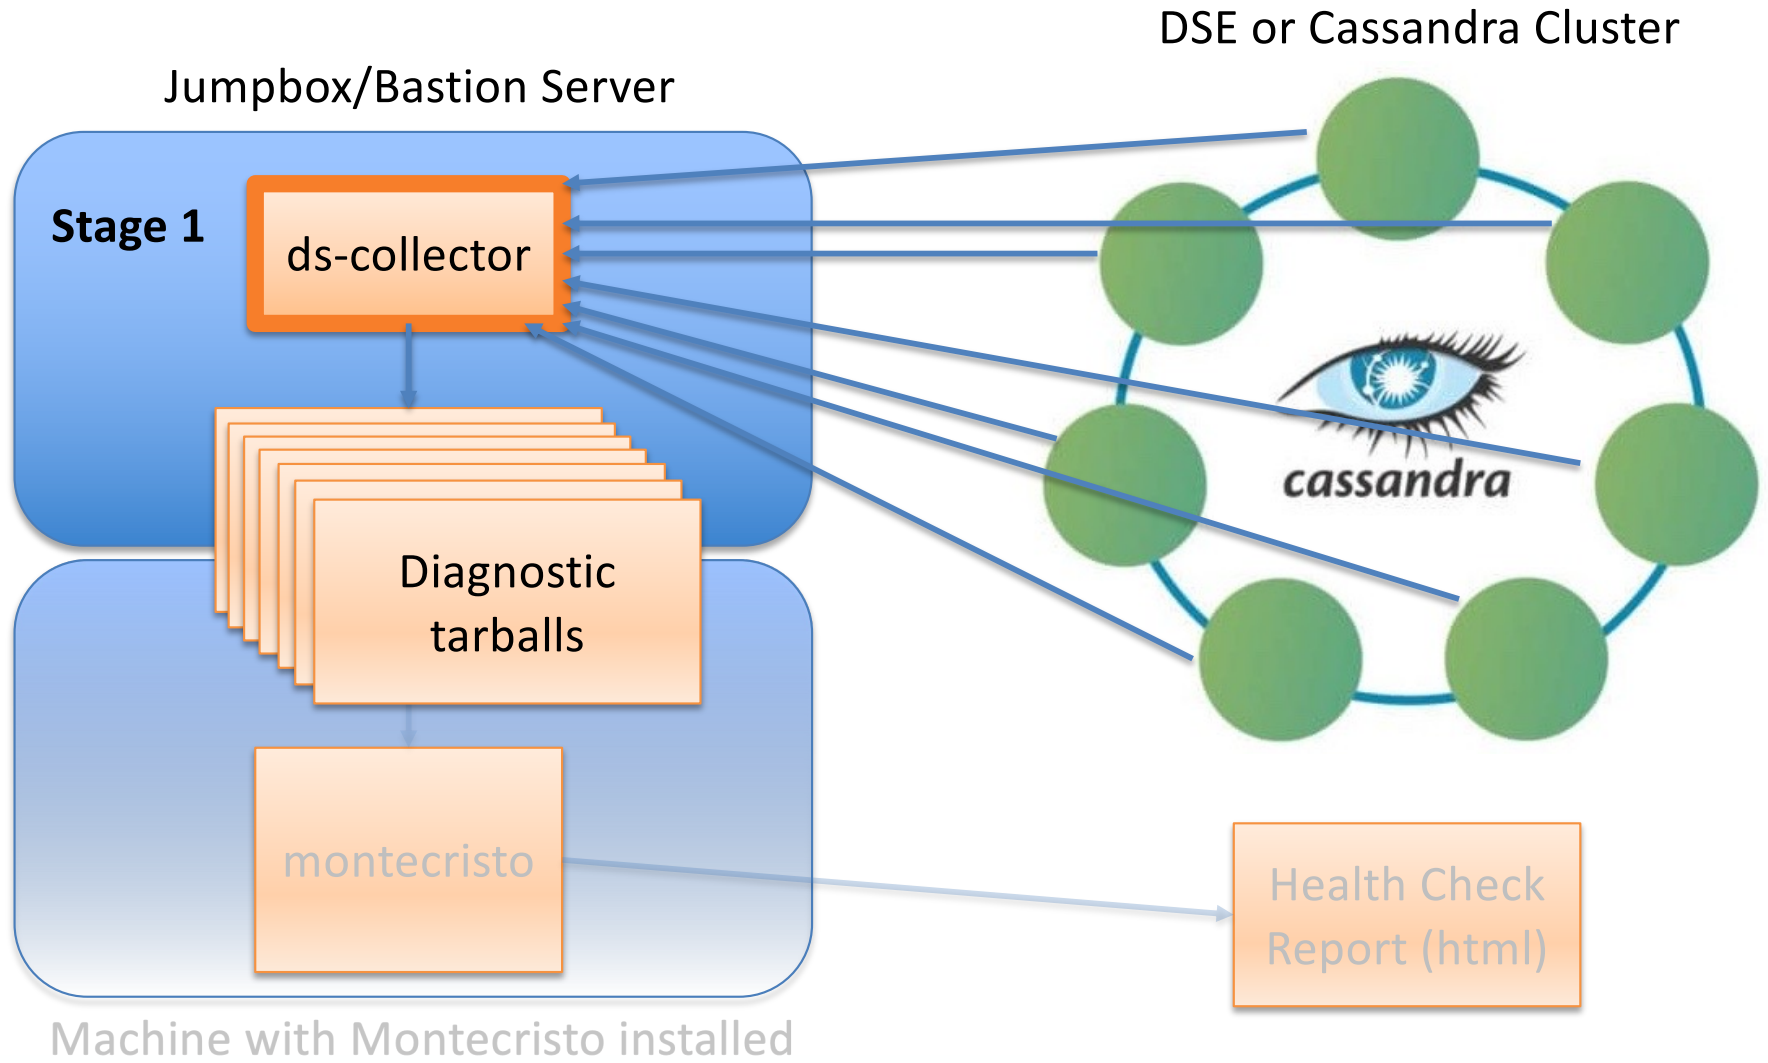 DSE or Cassandra Cluster
Jumpbox/Bastion Server
Stage 1
ds-collector
cassandra
Diagnostic
tarballs
montecristo
Health Check
Report (html)
Machine with Montecristo installed